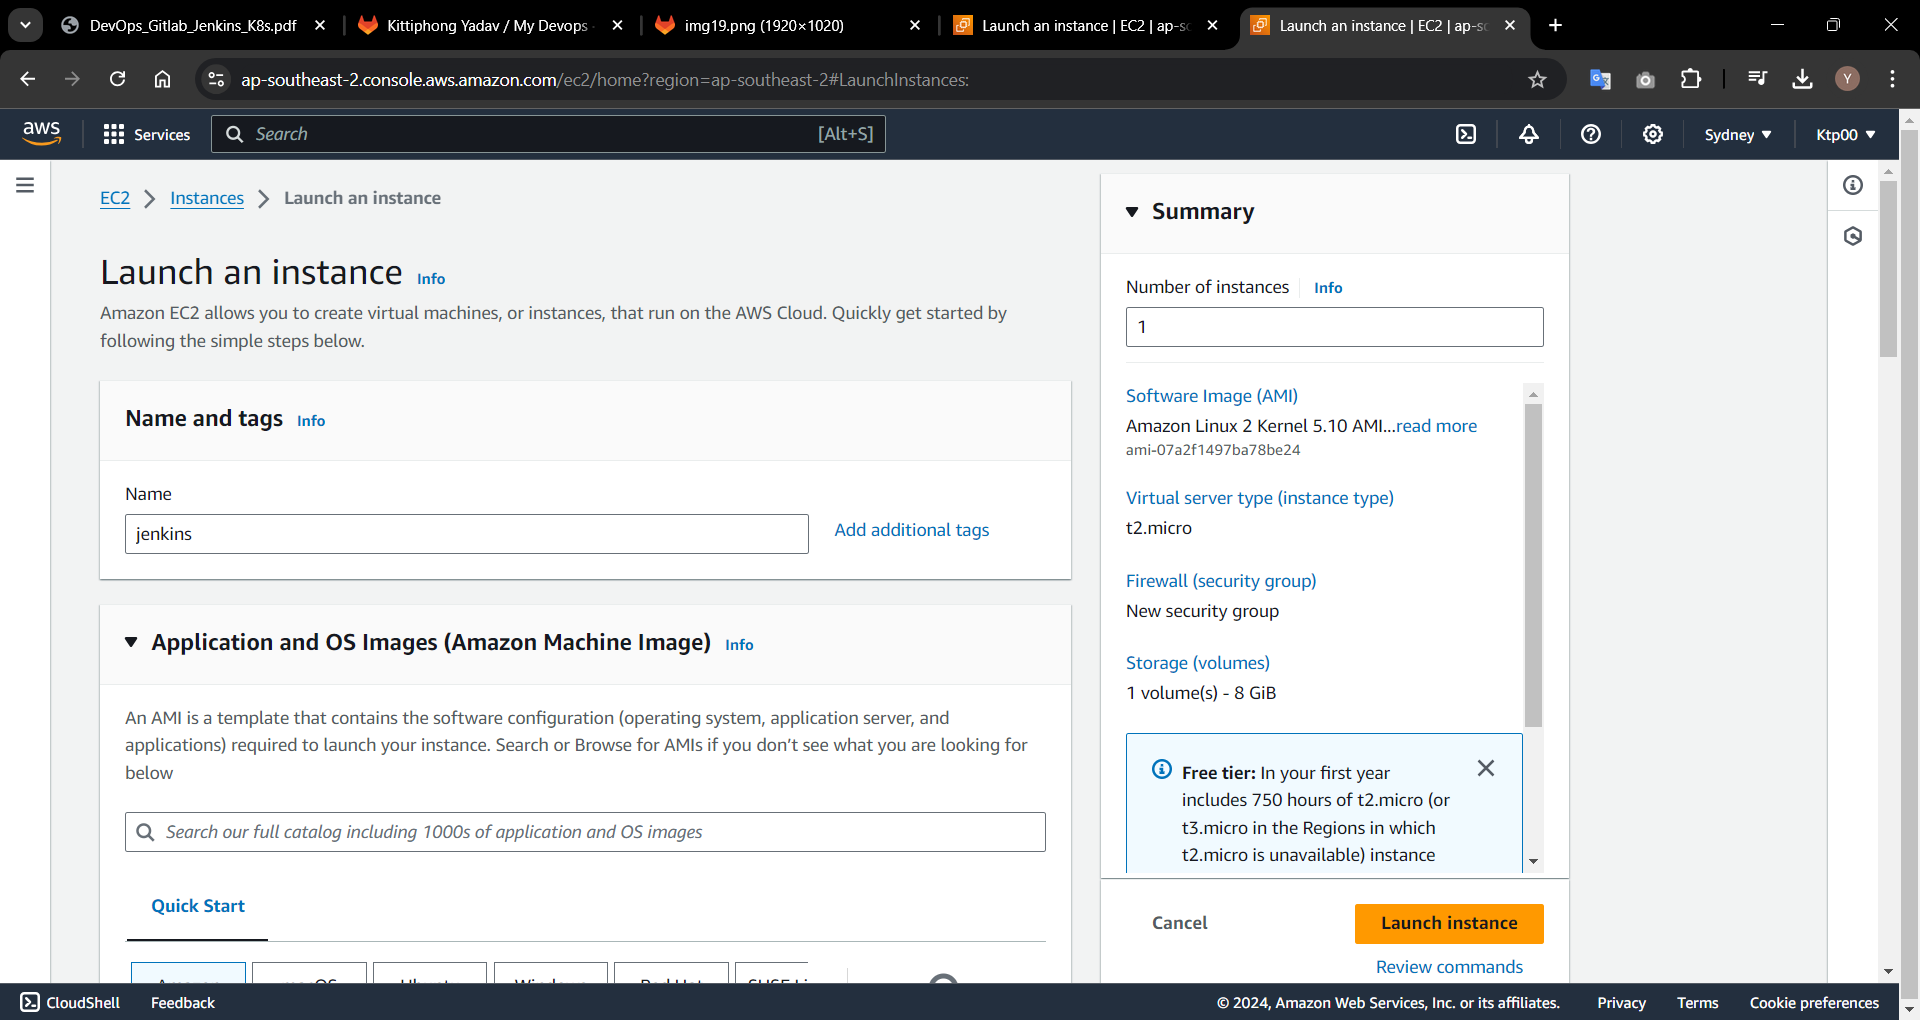 DevOps_Gitlab_Jenkins_K8s.pdf
Kittiphong Yadav / My Devops
img19.png (1920×1020)
Launch an instance | EC2 | ap-s
Launch an instance | EC2 | ap-s
ap-southeast-2.console.aws.amazon.com/ec2/home?region=ap-southeast-2#LaunchInstances:
Y
aws
Services
Search
[Alt+S]
Sydney
Ktp00
EC2
Instances
Launch an instance
Launch an instance
Info
Amazon EC2 allows you to create virtual machines, or instances, that run on the AWS Cloud. Quickly get started by
following the simple steps below.
Name and tags
Info
Name
jenkins
Add additional tags
Application and OS Images (Amazon Machine Image)
Info
An AMI is a template that contains the software configuration (operating system, application server, and
applications) required to launch your instance. Search or Browse for AMIs if you don’t see what you are looking for
below
Search our full catalog including 1000s of application and OS images
Quick Start
Summary
Number of instances
Info
1
Software Image (AMI)
Amazon Linux 2 Kernel 5.10 AMI...read more
ami-07a2f1497ba78be24
Virtual server type (instance type)
t2.micro
Firewall (security group)
New security group
Storage (volumes)
1 volume(s) - 8 GiB
Free tier: In your first year
includes 750 hours of t2.micro (or
t3.micro in the Regions in which
t2.micro is unavailable) instance
Cancel
Launch instance
Review commands
CloudShell
Feedback
© 2024, Amazon Web Services, Inc. or its affiliates.
Privacy
Terms
Cookie preferences